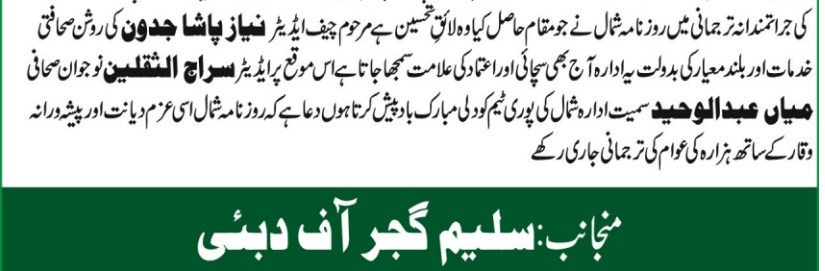 کی جراتمندانہ ترجمانی میں روزنامہ شمال نے جو مقام حاصل کیا وہ لائق تحسین ہے مرحوم چیف ایڈیٹر نیاز پاشا جدون کی روشن صحافتی
خدمات اور بلند معیار کی بدولت یہ ادارہ آج بھی سچائی اور اعتماد کی علامت سمجھا جاتا ہے اس موقع پر ایڈیٹر سراج الثقلین نوجوان صحافی
میاں عبدالوحید سمیت ادارہ شمال کی پوری ٹیم کو دلی مبارک باد پیش کرتا ہوں دعا ہے کہ روزنامہ شمال اسی عزم دیانت اور پیشہ ورانہ
وقار کے ساتھ ہزارہ کی عوام کی ترجمانی جاری رکھے
منجانب: سلیم گجر آف دبئی